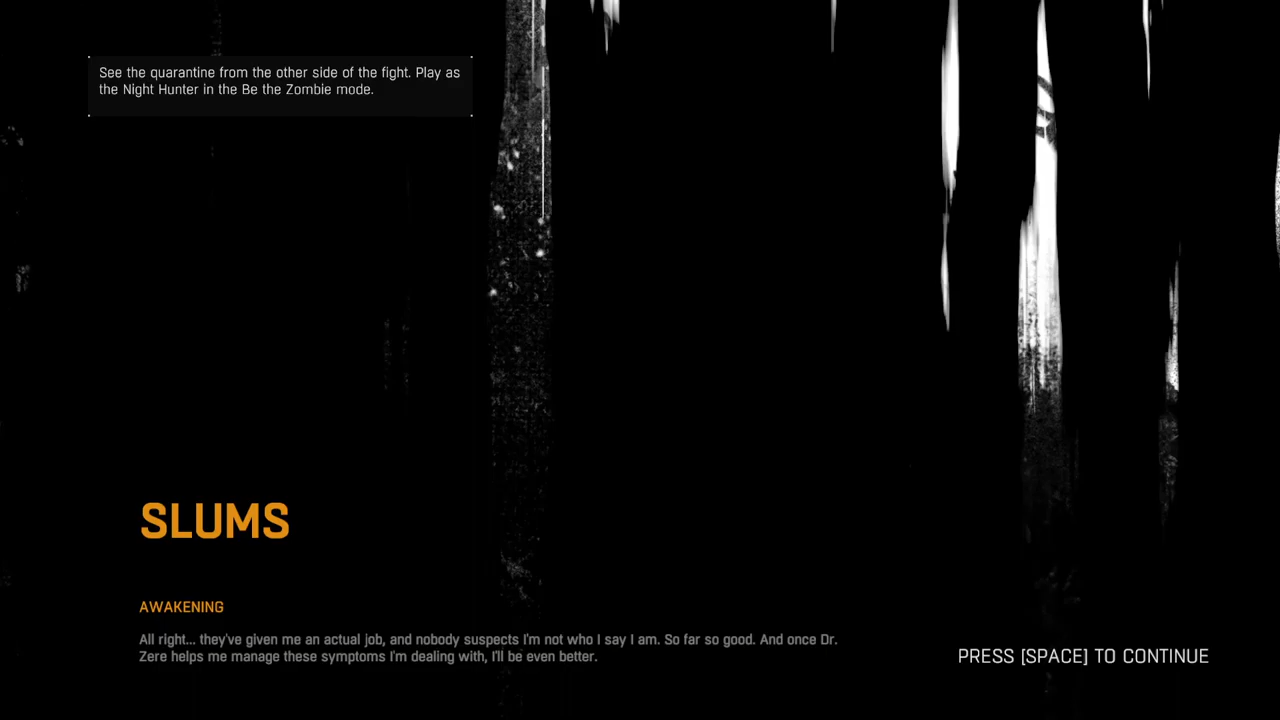 See the quarantine from the other side of the fight. Play as
the Night Hunter in the Be the Zombie mode.
SLUMS
AWAKENING
All right... they've given me an actual job, and nobody suspects I'm not who I say I am. So far so good. And once Dr.
Zere helps me manage these symptoms I'm dealing with, I'll be even better.
PRESS [SPACE] TO CONTINUE